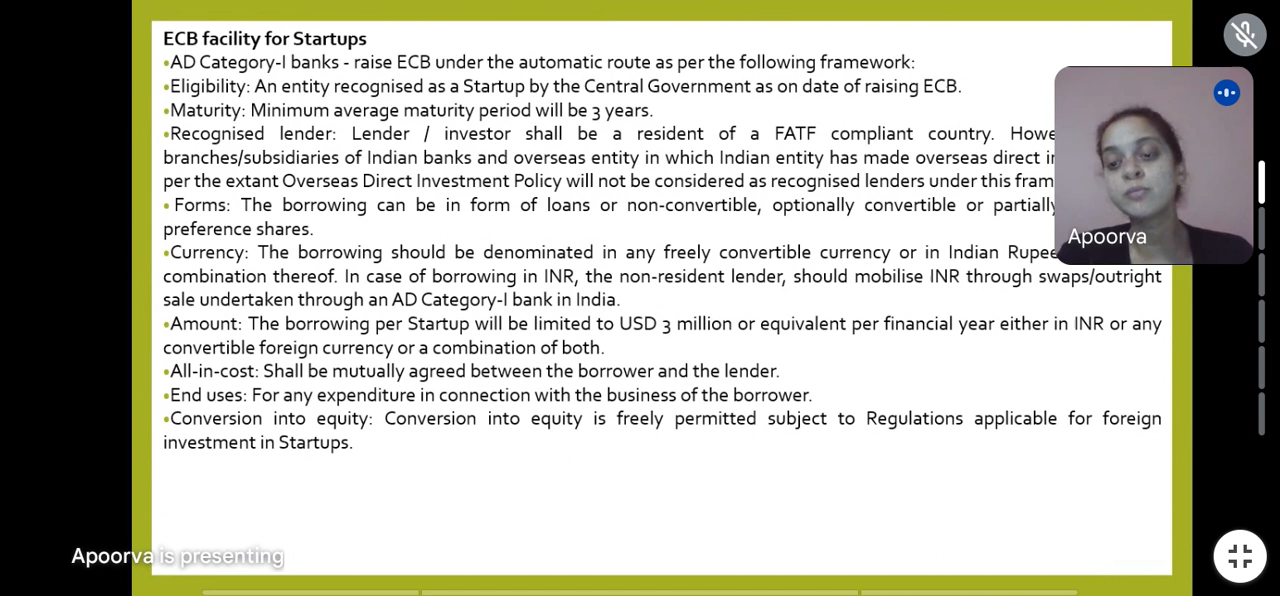 ECB facility for Startups
•AD Category-I banks - raise ECB under the automatic route as per the following framework:
•Eligibility: An entity recognised as a Startup by the Central Government as on date of raising ECB.
•Maturity: Minimum average maturity period will be 3 years.
•Recognised lender: Lender / investor shall be a resident of a FATF compliant country.
branches/subsidiaries of Indian banks and overseas entity in which Indian entity has made overseas direct
per the extant Overseas Direct Investment Policy will not be considered as recognised lenders under this
• Forms: The borrowing can be in form of loans or non-convertible, optionally convertible or partially
preference shares.
•Currency: The borrowing should be denominated in any freely convertible currency or in Indian
combination thereof. In case of borrowing in INR, the non-resident lender, should mobilise INR through swaps/outright
sale undertaken through an AD Category-I bank in India.
•Amount: The borrowing per Startup will be limited to USD 3 million or equivalent per financial year either in INR or any
convertible foreign currency or a combination of both.
•All-in-cost: Shall be mutually agreed between the borrower and the lender.
•End uses: For any expenditure in connection with the business of the borrower.
•Conversion into equity: Conversion into equity is freely permitted subject to Regulations applicable for foreign
investment in Startups.
Apoorva
Apoorva is presenting